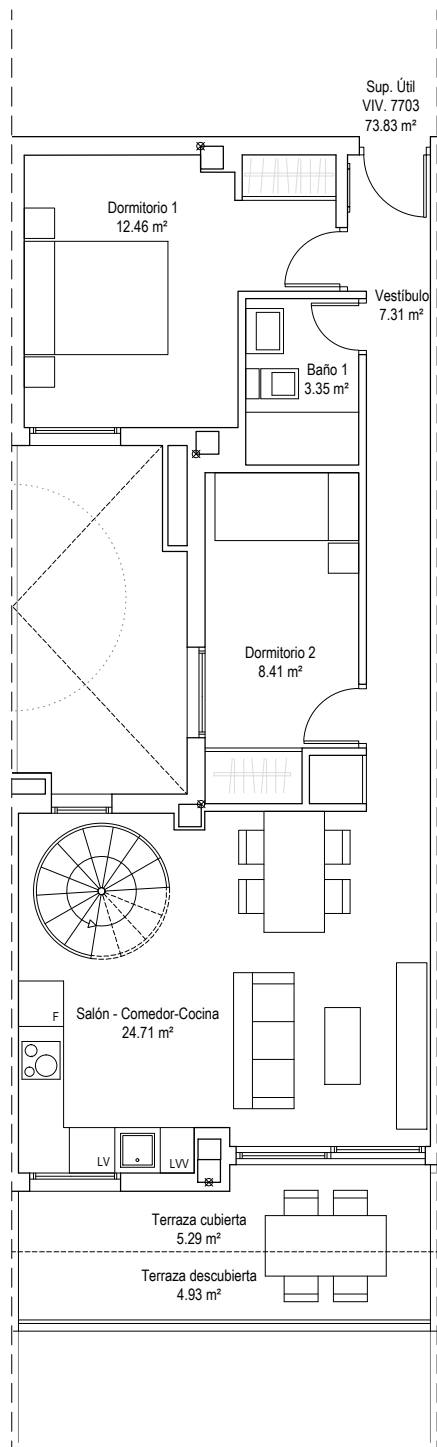 Sup. Útil
VIV. 7703
73.83 m²
Dormitorio 1
12.46 m²
Vestíbulo
7.31 m²
Baño 1
3.35 m²
Dormitorio 2
8.41 m²
F
Salón - Comedor-Cocina
24.71 m²
LV
LVV
Terraza cubierta
5.29 m²
Terraza descubierta
4.93 m²